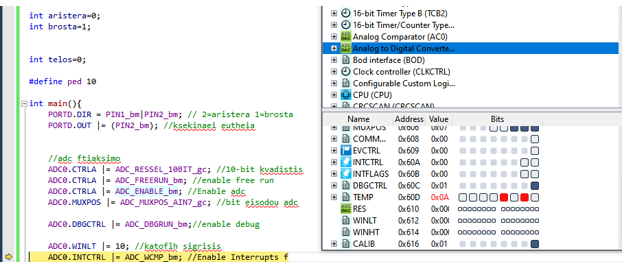 int aristera=0;
int brosta=1;
int telos=0;
#define ped 10
int main(){
PORTD.DIR = PIN1_bm|PIN2_bm; // 2=aristera 1=brosta
PORTD.OUT |= (PIN2_bm); //ksekinaei estheia
//adc ftiaksimo
ADC0.CTRLA |= ADC_RESSEL_10BIT_gc; //10-bit kvadistis
ADC0.CTRLA |= ADC_FREERUN_bm; //enable free run
ADC0.CTRLA |= ADC_ENABLE_bm; //Enable adc
ADC0.MUXPOS |= ADC_MUXPOS_AIN7_gc; //bit eisodou adc
ADC0.DBGCTRL |= ADC_DBGRUN_bm;//enable debug
ADC0.WINLT |= 10; //katoflh sigrisis
ADC0.INTCTRL |= ADC_WCMP_bm; //Enable Interrupts f
16-bit Timer Type B (TCB2)
16-bit Timer/Counter Type...
Analog Comparator (AC0)
Analog to Digital Converte...
Bod interface (BOD)
Clock controller (CLKCTRL)
Configurable Custom Logi...
CPU (CPU)
CRCSCAN (CRCSCAN)
Name Address Value Bits
MUXPOS 0x606 0x07
COMM... 0x608 0x00
EVCTRL 0x609 0x00
INTCTRL 0x60A 0x00
INTFLAGS 0x60B 0x00
DBGCTRL 0x60C 0x01
TEMP 0x60D 0x0A
RES 0x610 0x00
WINLT 0x612 0x00
WINHT 0x614 0x00
CALIB 0x616 0x01